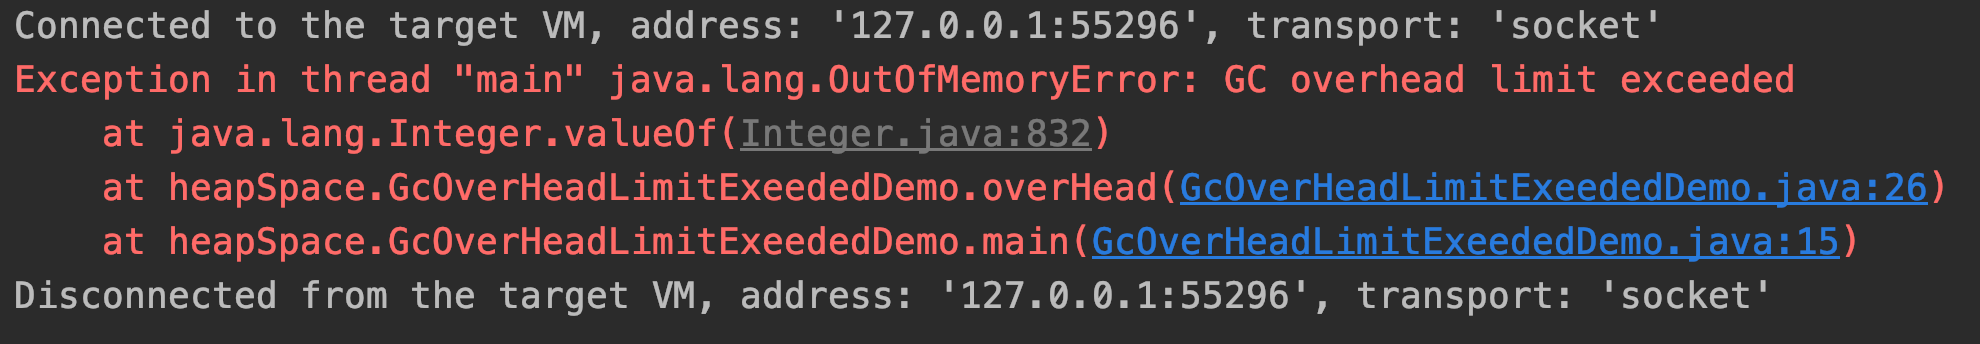 Connected to the target VM, address: '127.0.0.1:55296', transport: 'socket'
Exception in thread "main" java.lang.OutOfMemoryError: GC overhead limit exceeded
    at java.lang.Integer.valueOf(Integer.java:832)
    at heapSpace.GcOverHeadLimitExeededDemo.overHead(GcOverHeadLimitExeededDemo.java:26)
    at heapSpace.GcOverHeadLimitExeededDemo.main(GcOverHeadLimitExeededDemo.java:15)
Disconnected from the target VM, address: '127.0.0.1:55296', transport: 'socket'